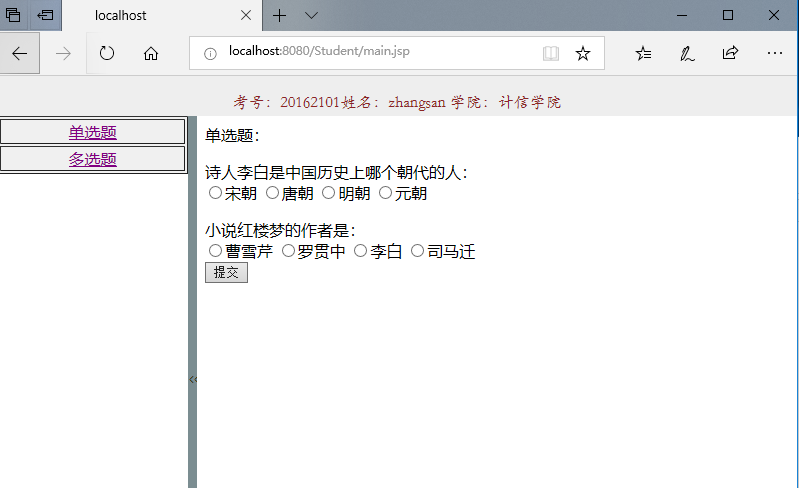 localhost
localhost:8080/Student/main.jsp
考号：20162101姓名：zhangsan 学院：计信学院
单选题
多选题
单选题：
诗人李白是中国历史上哪个朝代的人：
宋朝 唐朝 明朝 元朝
小说红楼梦的作者是：
曹雪芹 罗贯中 李白 司马迁
提交